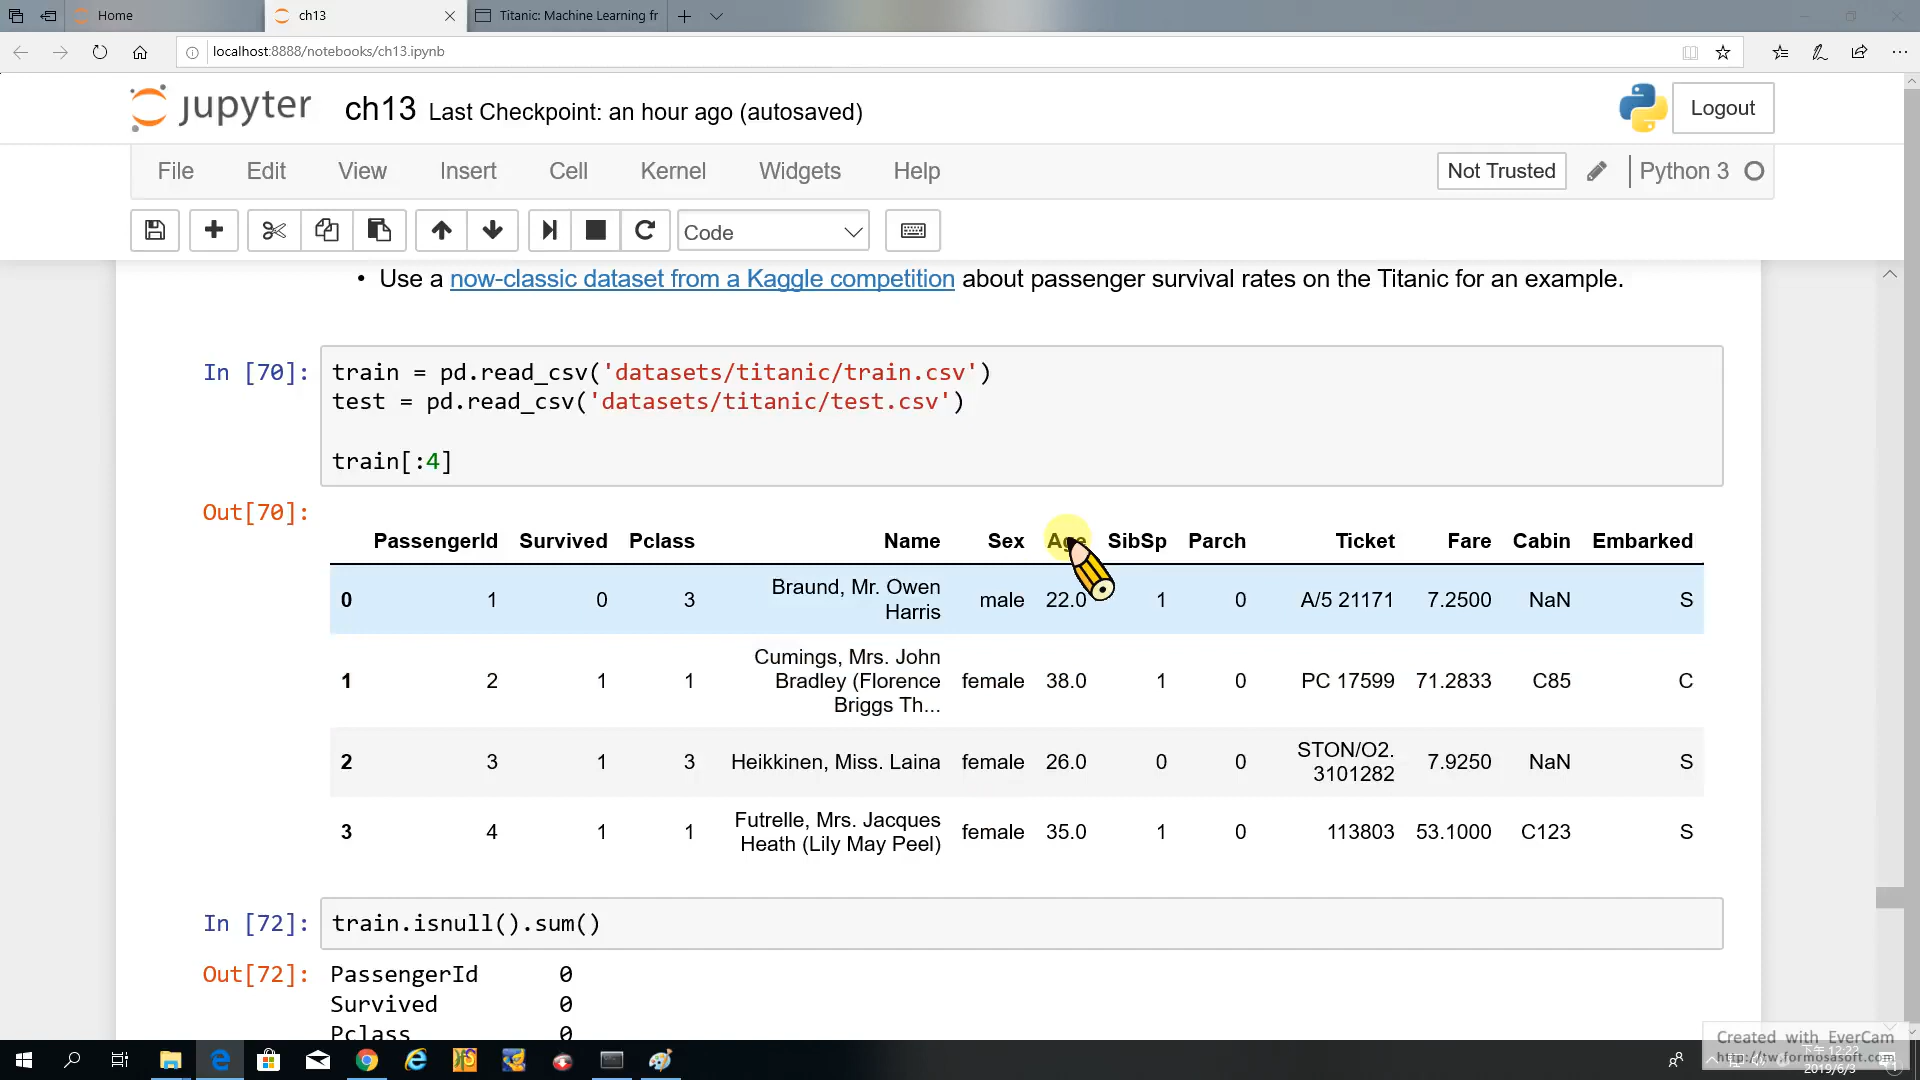 Home
ch13
Titanic: Machine Learning fr
localhost:8888/notebooks/ch13.ipynb
jupyter ch13 Last Checkpoint: an hour ago (autosaved)
Logout
File Edit View Insert Cell Kernel Widgets Help
Not Trusted
Python 3
Code
• Use a now-classic dataset from a Kaggle competition about passenger survival rates on the Titanic for an example.
In [70]: train = pd.read_csv('datasets/titanic/train.csv')
test = pd.read_csv('datasets/titanic/test.csv')
train[:4]
Out[70]:
PassengerId Survived Pclass Name Sex Age SibSp Parch Ticket Fare Cabin Embarked
0 1 0 3 Braund, Mr. Owen Harris male 22.0 1 0 A/5 21171 7.2500 NaN S
1 2 1 1 Cumings, Mrs. John Bradley (Florence Briggs Th... female 38.0 1 0 PC 17599 71.2833 C85 C
2 3 1 3 Heikkinen, Miss. Laina female 26.0 0 0 STON/O2. 3101282 7.9250 NaN S
3 4 1 1 Futrelle, Mrs. Jacques Heath (Lily May Peel) female 35.0 1 0 113803 53.1000 C123 S
In [72]: train.isnull().sum()
Out[72]: PassengerId 0
Survived 0
Pclass 0
Created with EverCam
http://tw.formosasoft.com
2019/6/3